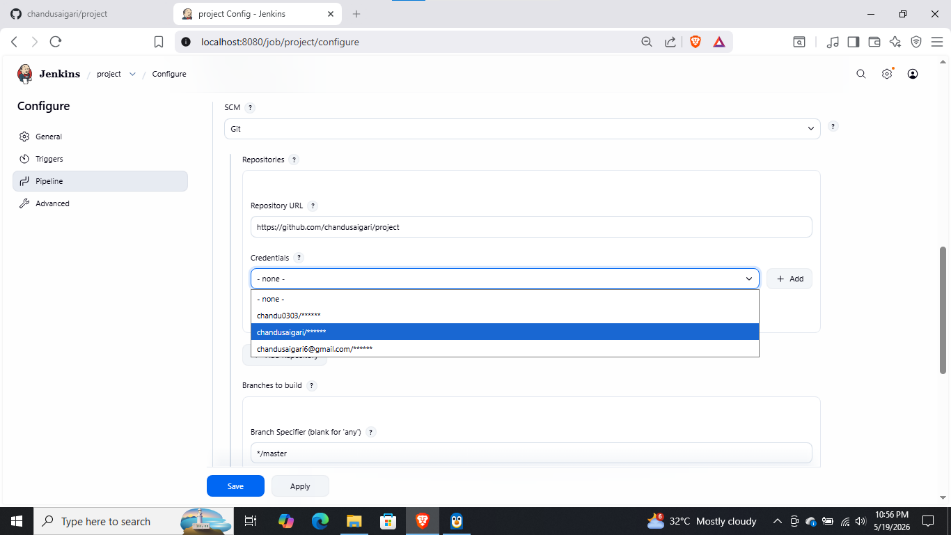 chandusaigari/project
project Config - Jenkins
localhost:8080/job/project/configure
Jenkins / project / Configure
Configure
General
Triggers
Pipeline
Advanced
SCM ?
Git
?
Repositories ?
Repository URL ?
https://github.com/chandusaigari/project
Credentials ?
- none -
+ Add
- none -
chandu0303/******
chandusaigari/******
chandusaigari6@gmail.com/******
Branches to build ?
Branch Specifier (blank for 'any') ?
*/master
Save
Apply
Type here to search
6
32°C Mostly cloudy
10:56 PM
5/19/2026